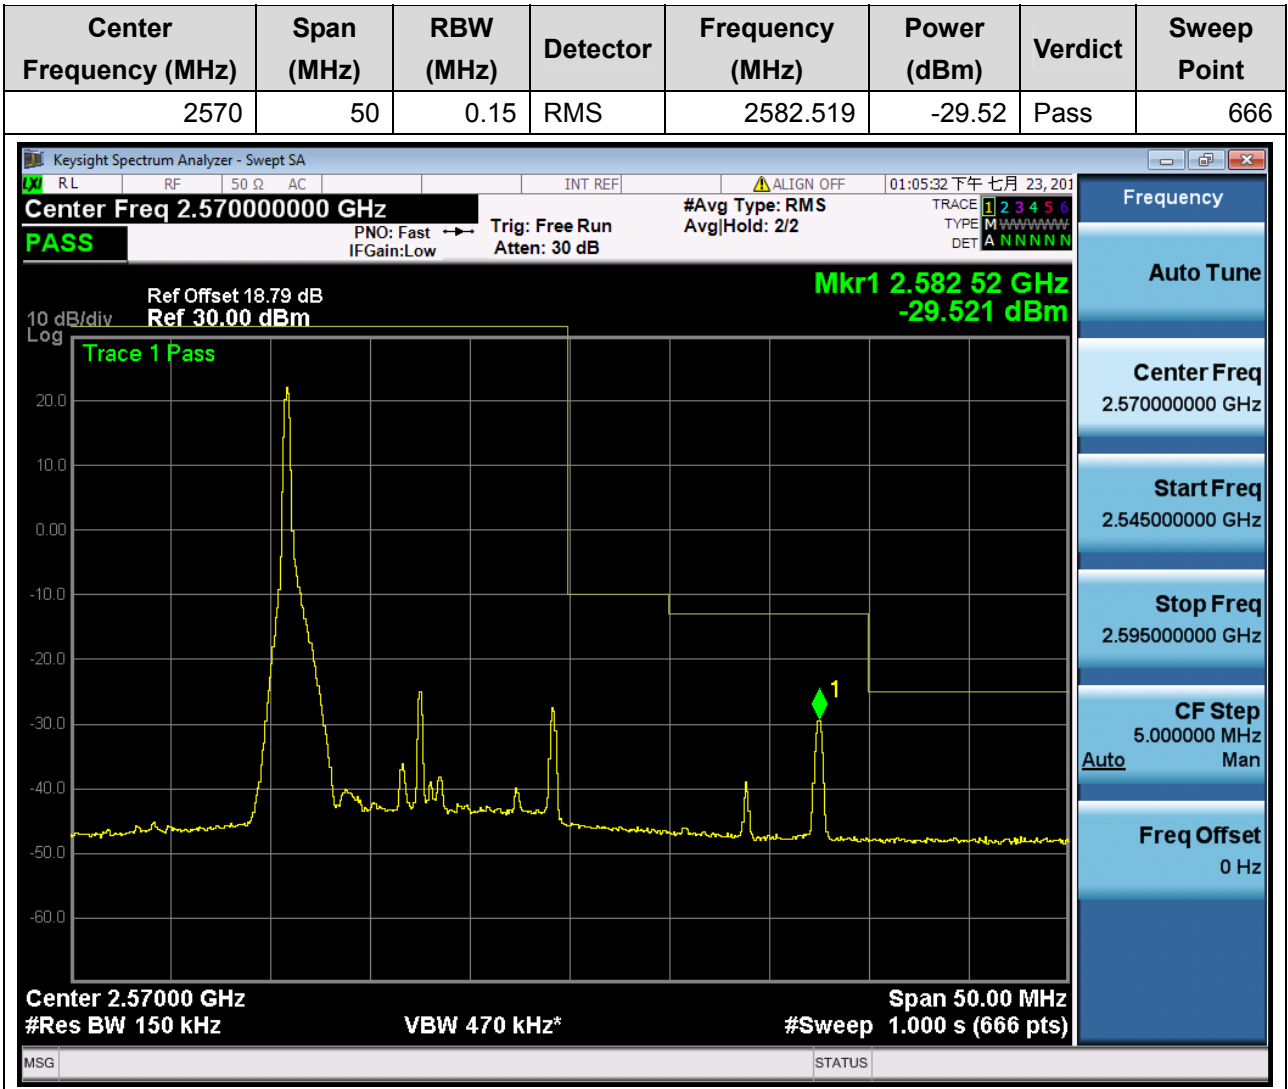 Center Frequency (MHz) Span (MHz) RBW (MHz) Detector Frequency (MHz) Power (dBm) Verdict Sweep Point
2570 50 0.15 RMS 2582.519 -29.52 Pass 666
Keysight Spectrum Analyzer - Swept SA
LXI RL RF 50 Ω AC INT REF ALIGN OFF 01:05:32 下午 七月 23, 201
Center Freq 2.570000000 GHz
PASS
PNO: Fast
IFGain:Low
Trig: Free Run
Atten: 30 dB
#Avg Type: RMS
Avg|Hold: 2/2
TRACE 1 2 3 4 5 6
TYPE M WWWWW
DET A N N N N N
Frequency
Auto Tune
Mkr1 2.582 52 GHz
-29.521 dBm
Ref Offset 18.79 dB
10 dB/div Ref 30.00 dBm
Log
Trace 1 Pass
1
20.0
10.0
0.00
-10.0
-20.0
-30.0
-40.0
-50.0
-60.0
Center Freq
2.570000000 GHz
Start Freq
2.545000000 GHz
Stop Freq
2.595000000 GHz
CF Step
5.000000 MHz
Auto Man
Freq Offset
0 Hz
Center 2.57000 GHz Span 50.00 MHz
#Res BW 150 kHz VBW 470 kHz* #Sweep 1.000 s (666 pts)
MSG STATUS